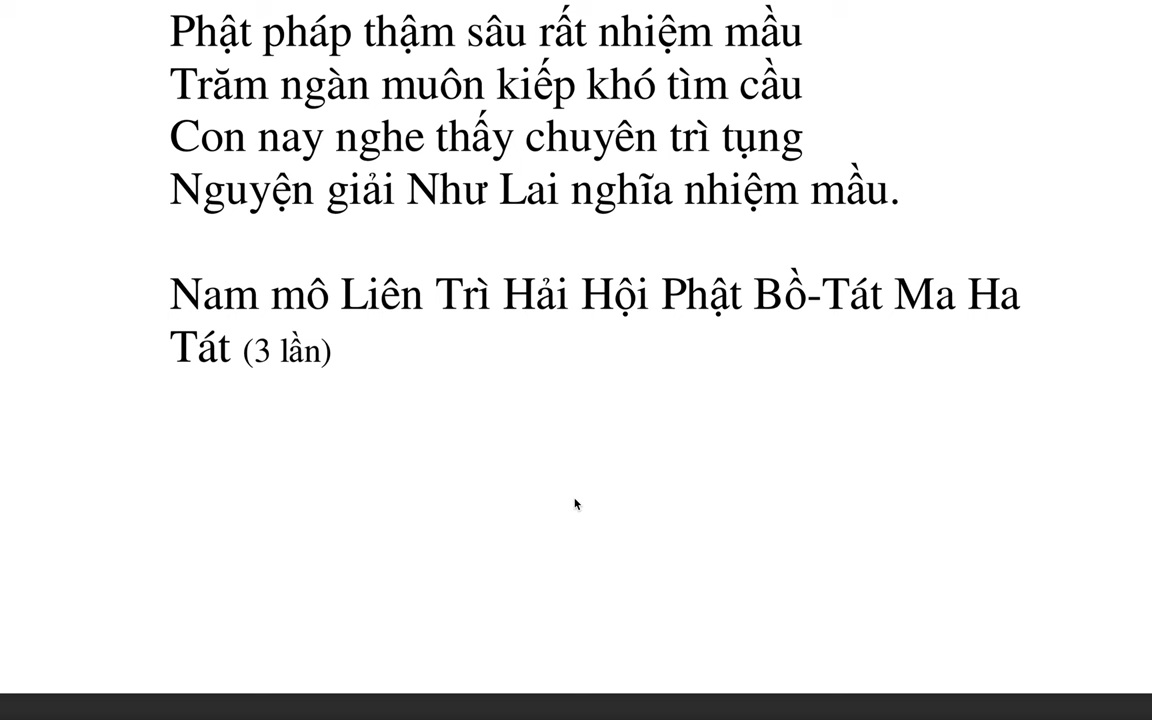 Phật pháp thậm sâu rất nhiệm mầu
Trăm ngàn muôn kiếp khó tìm cầu
Con nay nghe thấy chuyên trì tụng
Nguyện giải Như Lai nghĩa nhiệm mầu.
Nam mô Liên Trì Hải Hội Phật Bồ-Tát Ma Ha
Tát (3 lần)